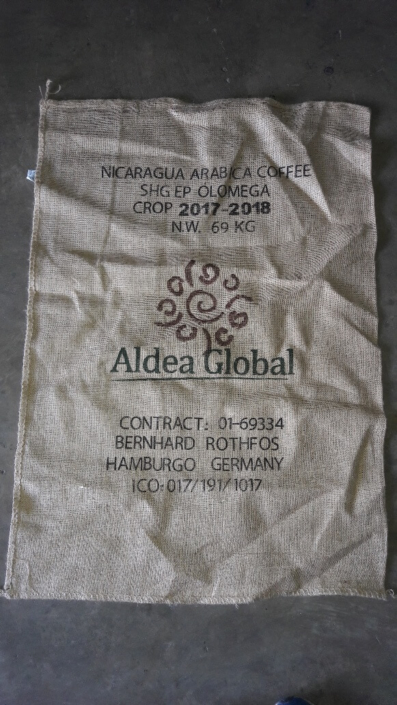 NICARAGUA ARABICA COFFEE
SHG EP OLOMEGA
CROP 2017-2018
N.W. 69 KG
Aldea Global
CONTRACT: 01-69334
BERNHARD ROTHFOS
HAMBURGO GERMANY
ICO: 017/191/1017